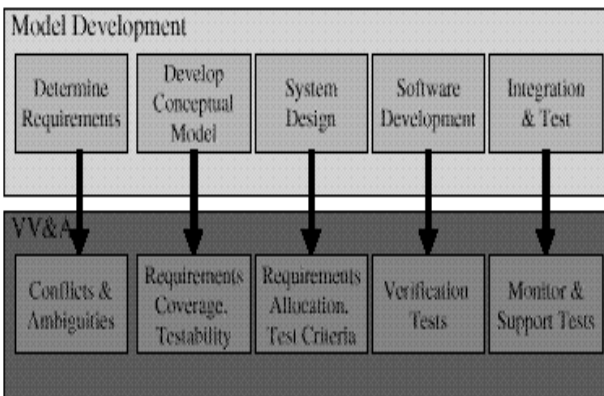 Model Development
Determine
Requirements
Develop
Conceptual
Model
System
Design
Software
Development
Integration
& Test
VV&A
Conflicts &
Ambiguities
Requirements
Coverage,
Testability
Requirements
Allocation,
Test Criteria
Verification
Tests
Monitor &
Support Tests